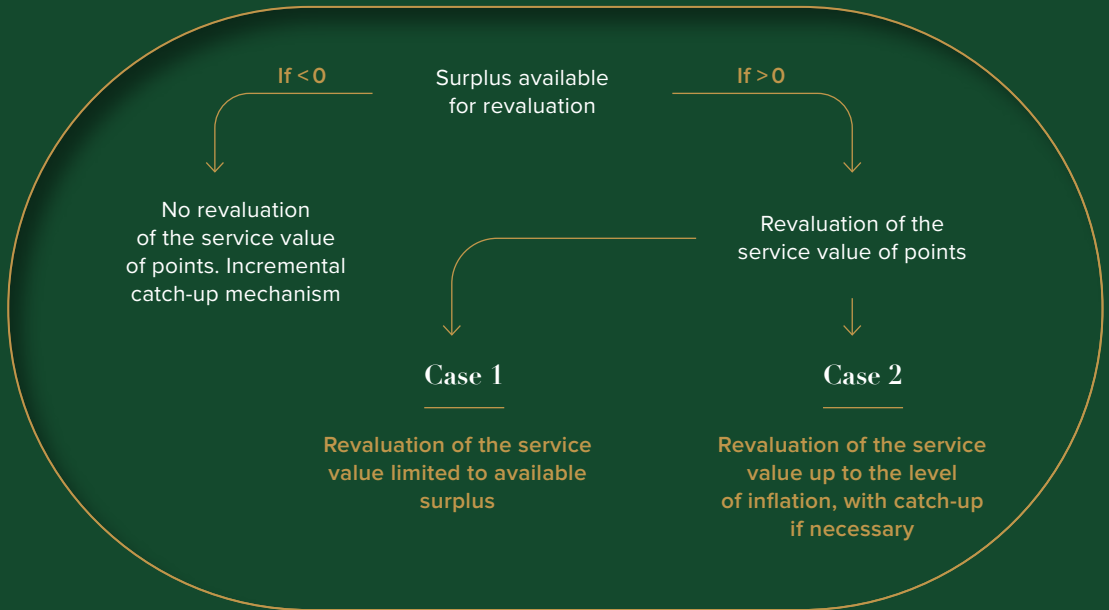 If <0
Surplus available
for revaluation
If >0
No revaluation
of the service value
of points. Incremental
catch-up mechanism
Revaluation of the
service value of points
Case 1
Revaluation of the service
value limited to available
surplus
Case 2
Revaluation of the service
value up to the level
of inflation, with catch-up
if necessary